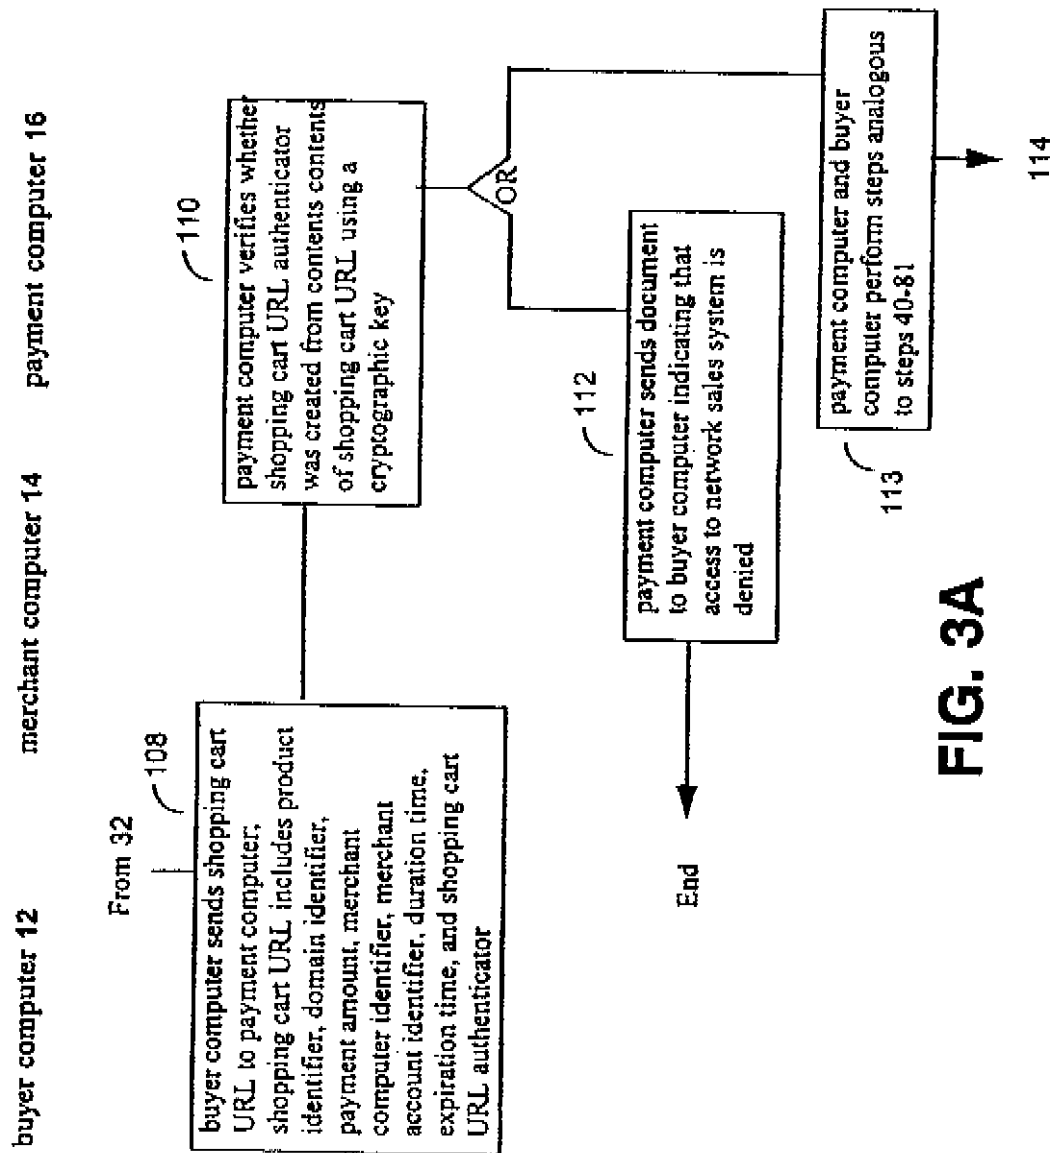 buyer computer 12
merchant computer 14
payment computer 16
From 32
108
buyer computer sends shopping cart
URL to payment computer;
shopping cart URL includes product
identifier, domain identifier,
payment amount, merchant
computer identifier, merchant
account identifier, duration time,
expiration time, and shopping cart
URL authenticator
110
payment computer verifies whether
shopping cart URL authenticator
was created from contents contents
of shopping cart URL using a
cryptographic key
OR
112
payment computer sends document
to buyer computer indicating that
access to network sales system is
denied
End
113
payment computer and buyer
computer perform steps analogous
to steps 40-81
114
FIG. 3A